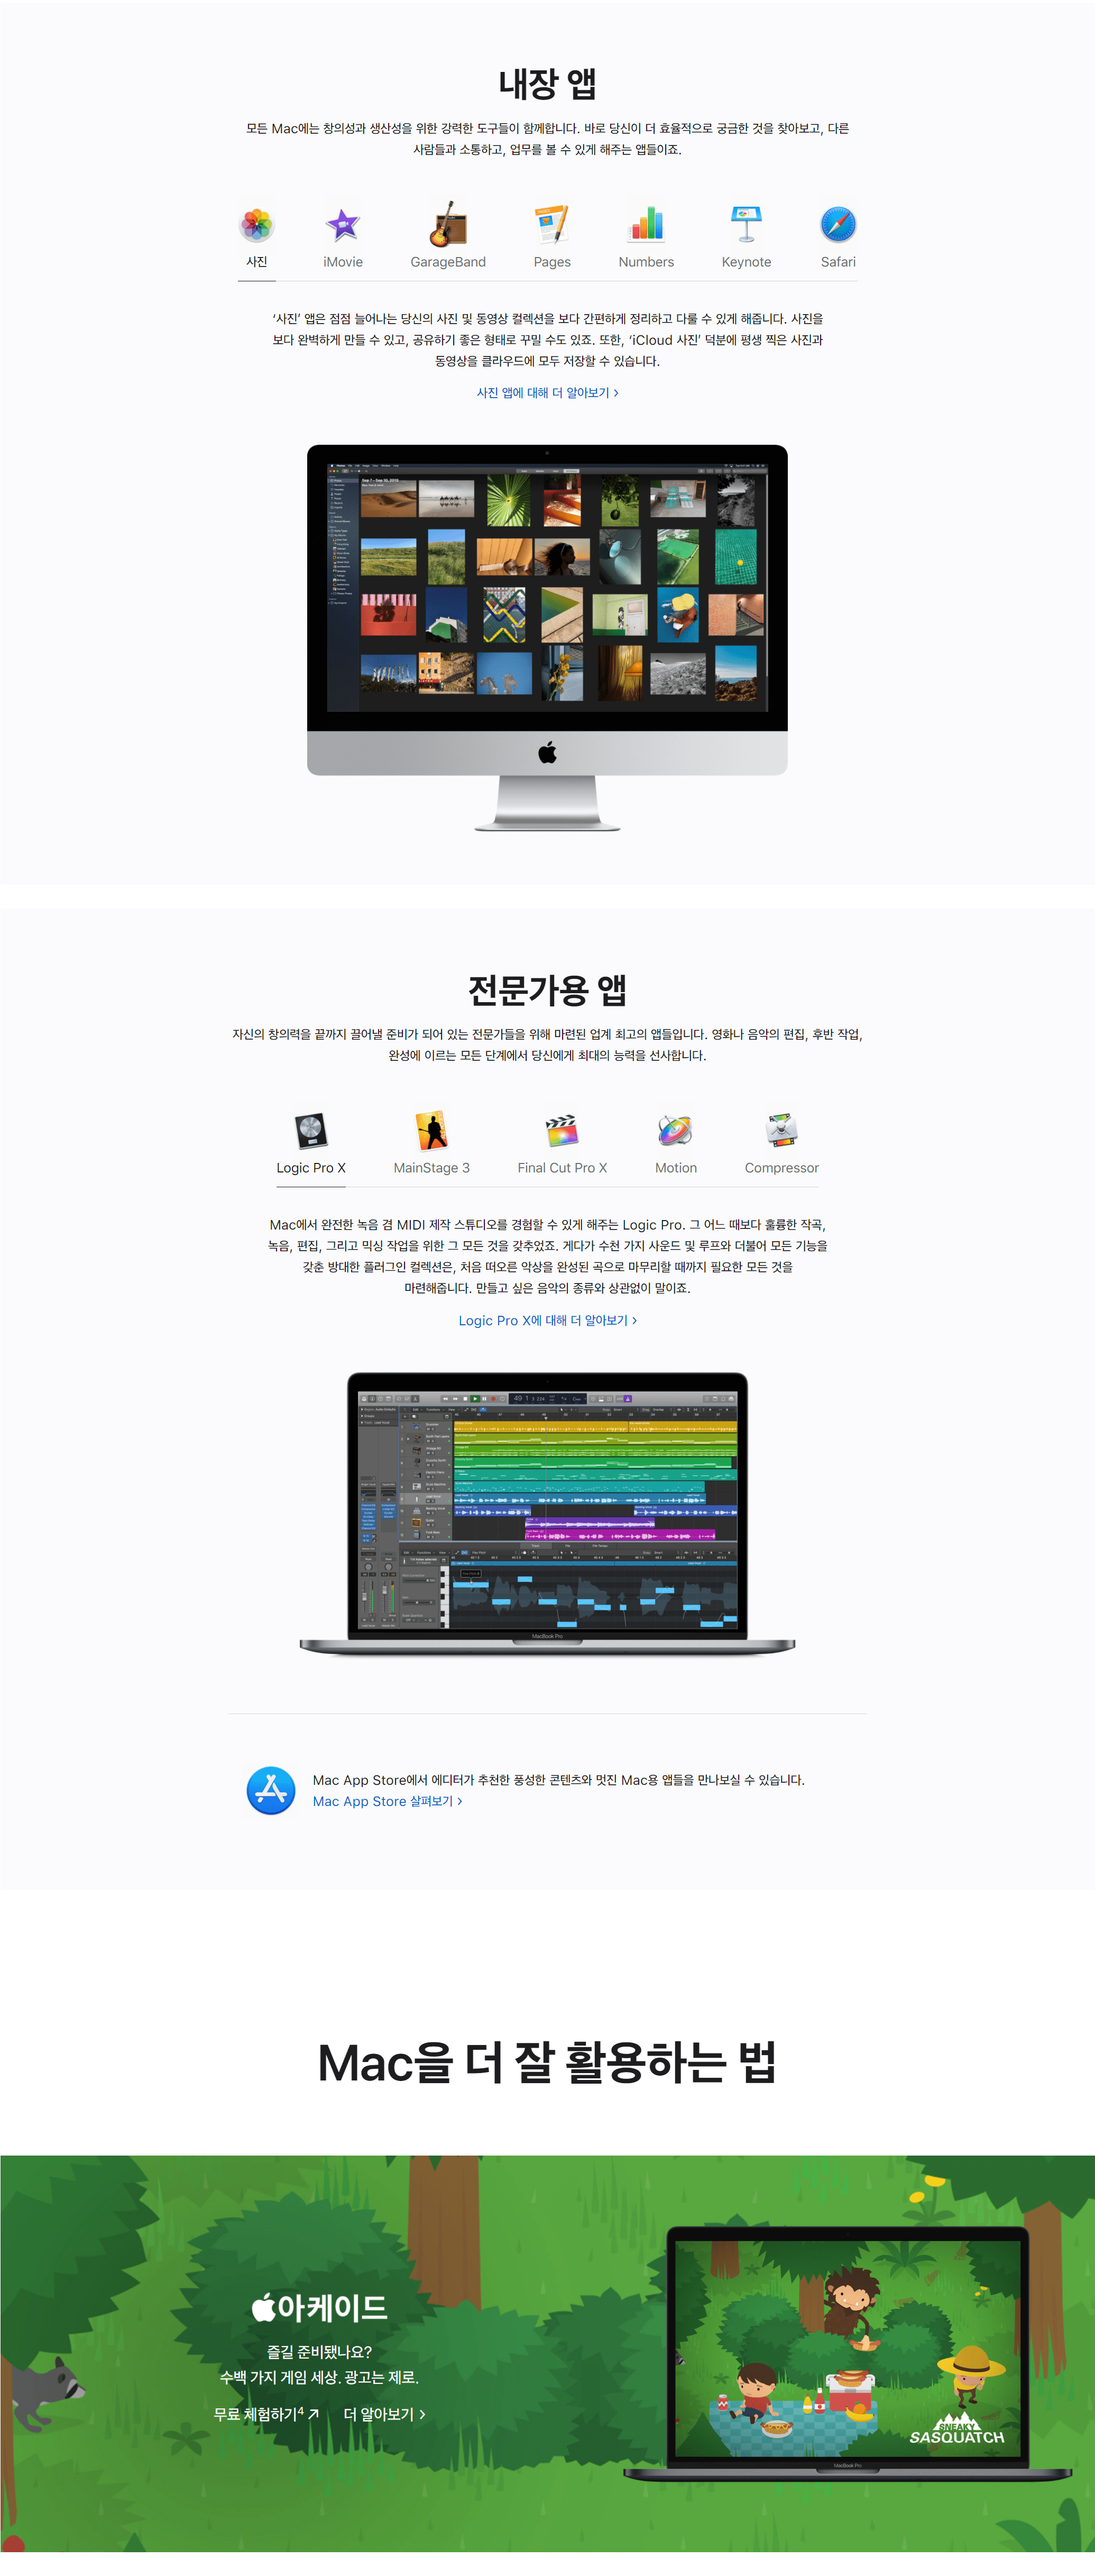 내장 앱
모든 Mac에는 창의성과 생산성을 위한 강력한 도구들이 함께합니다. 바로 당신이 더 효율적으로 궁금한 것을 찾아보고, 다른
사람들과 소통하고, 업무를 볼 수 있게 해주는 앱들이죠.
사진
iMovie
GarageBand
Pages
Numbers
Keynote
Safari
‘사진’ 앱은 점점 늘어나는 당신의 사진 및 동영상 컬렉션을 보다 간편하게 정리하고 다룰 수 있게 해줍니다. 사진을
보다 완벽하게 만들 수 있고, 공유하기 좋은 형태로 꾸밀 수도 있죠. 또한, ‘iCloud 사진’ 덕분에 평생 찍은 사진과
동영상을 클라우드에 모두 저장할 수 있습니다.
사진 앱에 대해 더 알아보기 >
전문가용 앱
자신의 창의력을 끝까지 끌어낼 준비가 되어 있는 전문가들을 위해 마련된 업계 최고의 앱들입니다. 영화나 음악의 편집, 후반 작업,
완성에 이르는 모든 단계에서 당신에게 최대의 능력을 선사합니다.
Logic Pro X
MainStage 3
Final Cut Pro X
Motion
Compressor
Mac에서 완전한 녹음 겸 MIDI 제작 스튜디오를 경험할 수 있게 해주는 Logic Pro. 그 어느 때보다 훌륭한 작곡,
녹음, 편집, 그리고 믹싱 작업을 위한 그 모든 것을 갖추었죠. 게다가 수천 가지 사운드 및 루프와 더불어 모든 기능을
갖춘 방대한 플러그인 컬렉션은, 처음 떠오른 악상을 완성된 곡으로 마무리할 때까지 필요한 모든 것을
마련해줍니다. 만들고 싶은 음악의 종류와 상관없이 말이죠.
Logic Pro X에 대해 더 알아보기 >
MacBook Pro
Mac App Store에서 에디터가 추천한 풍성한 콘텐츠와 멋진 Mac용 앱들을 만나보실 수 있습니다.
Mac App Store 살펴보기 >
Mac을 더 잘 활용하는 법
아케이드
즐길 준비됐나요?
수백 가지 게임 세상. 광고는 제로.
무료 체험하기4 ↗ 더 알아보기 >
SNEAKY
SASQUATCH
MacBook Pro